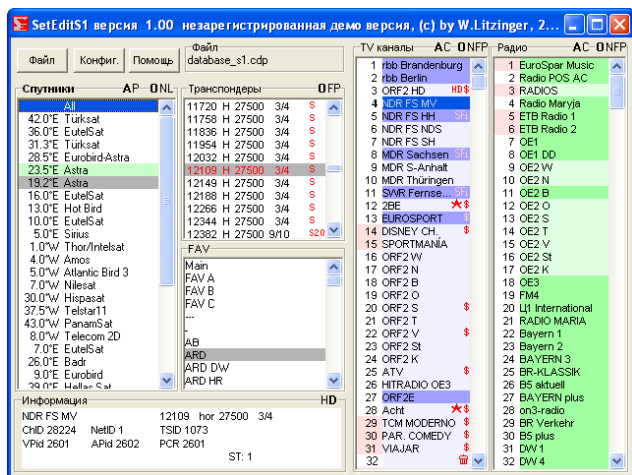 SetEditS1 версия 1.00 незарегистрированная демо версия, (c) by W.Litzinger, 2...
Файл Конфиг. Помощь
Файл
database_s1.cdp
Спутники A P O N L
All
42.0°E Türksat
36.0°E EutelSat
31.3°E Türksat
28.5°E Eurobird-Astra
23.5°E Astra
19.2°E Astra
16.0°E EutelSat
13.0°E Hot Bird
10.0°E EutelSat
5.0°E Sirius
1.0°W Thor/Intelsat
4.0°W Amos
5.0°W Atlantic Bird 3
7.0°W Nilesat
30.0°W Hispasat
37.5°W Telstar11
43.0°W PanamSat
8.0°W Telecom 2D
7.0°E EutelSat
26.0°E Badr
9.0°E Eurobird
39.0°E Hellas Sat
Транспондеры O F P
11720 H 27500 3/4 S
11758 H 27500 3/4 S
11836 H 27500 3/4 S
11954 H 27500 3/4 S
12032 H 27500 3/4 S
12109 H 27500 3/4 S
12149 H 27500 3/4 S
12188 H 27500 3/4 S
12266 H 27500 3/4 S
12344 H 27500 3/4 S
12382 H 27500 9/10 S20
FAV
Main
FAV A
FAV B
FAV C
---
-
AB
ARD
ARD DW
ARD HR
Информация HD
NDR FS MV 12109 hor 27500 3/4
ChID 28224 NetID 1 TSID 1073
VPid 2601 APid 2602 PCR 2601
ST: 1
TV каналы A C O N F P
1 rbb Brandenburg
2 rbb Berlin
3 ORF2 HD HD $
4 NDR FS MV
5 NDR FS HH SFi
6 NDR FS NDS
7 NDR FS SH
8 MDR Sachsen SFi
9 MDR S-Anhalt
10 MDR Thüringen
11 SWR Fernse... SFi
12 2BE ★ $
13 EUROSPORT $
14 DISNEY CH. $
15 SPORTMANÍA
16 ORF2 W
17 ORF2 N
18 ORF2 B
19 ORF2 O
20 ORF2 S $
21 ORF2 T
22 ORF2 V $
23 ORF2 St
24 ORF2 K
25 ATV $
26 HITRADIO OE3
27 ORF2E
28 Acht ★ $
29 TCM MODERNO $
30 PAR. COMEDY $
31 VIAJAR $
32
Радио A C O N F P
1 EuroSpar Music
2 Radio POS AC
3 RADIOS
4 Radio Maryja
5 ETB Radio 1
6 ETB Radio 2
7 OE1
8 OE1 DD
9 OE2 W
10 OE2 N
11 OE2 B
12 OE2 O
13 OE2 S
14 OE2 T
15 OE2 V
16 OE2 St
17 OE2 K
18 OE3
19 FM4
20 Ц1 International
21 RADIO MARIA
22 Bayern 1
23 Bayern 2
24 BAYERN 3
25 BR-KLASSIK
26 B5 aktuell
27 BAYERN plus
28 on3-radio
29 BR Verkehr
30 B5 plus
31 DW 1
32 DW 4